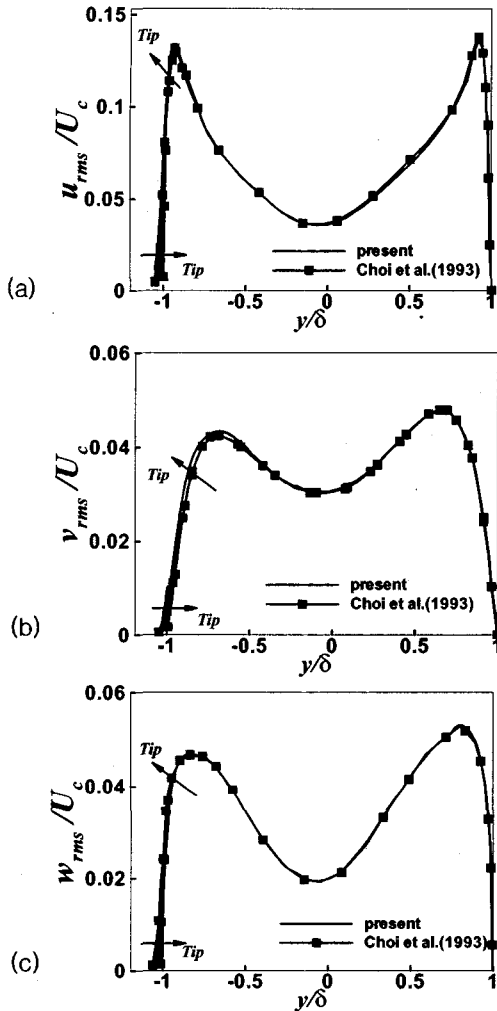 0.15
Tip
0.1
u_rms/U_c
0.05
Tip
present
Choi et al.(1993)
(a)
0
-1 -0.5 0 0.5 1
y/δ
0.06
0.04
Tip
v_rms/U_c
0.02
present
Choi et al.(1993)
Tip
(b)
0
-1 -0.5 0 0.5 1
y/δ
0.06
Tip
0.04
w_rms/U_c
0.02
present
Tip
Choi et al.(1993)
(c)
0
-1 -0.5 0 0.5 1
y/δ